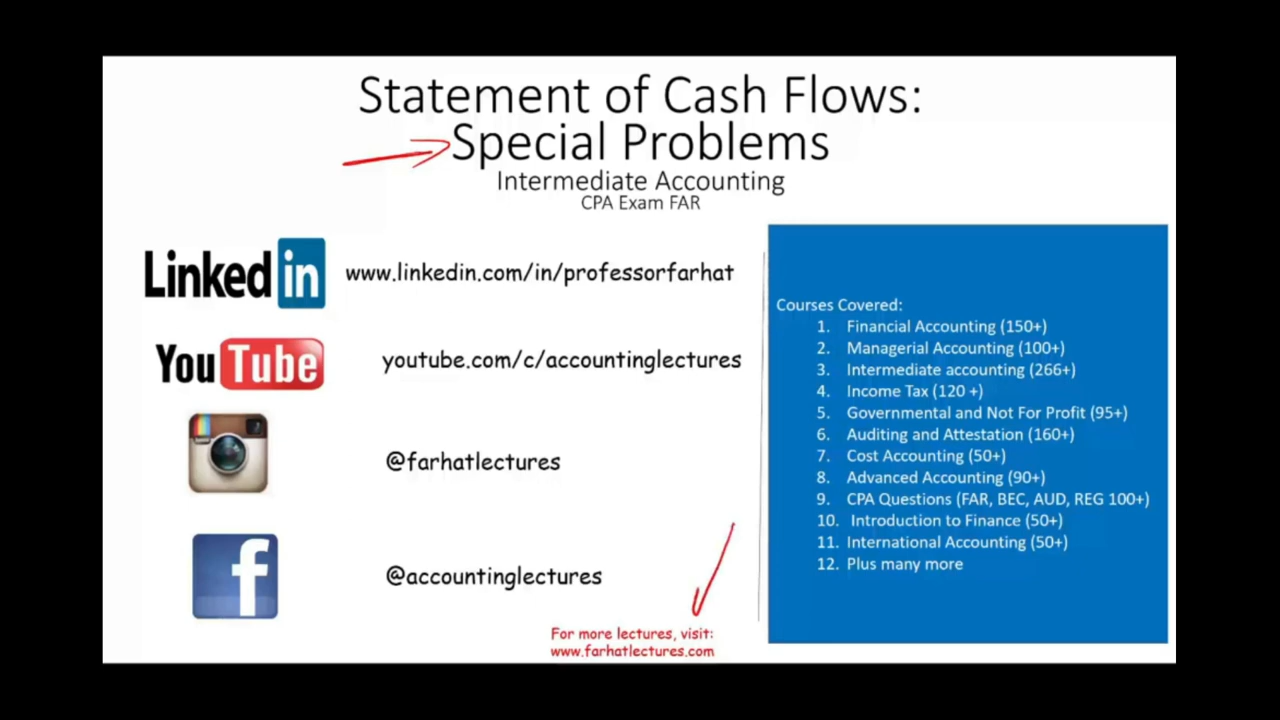 Statement of Cash Flows:
Special Problems
Intermediate Accounting
CPA Exam FAR
Linked in
www.linkedin.com/in/professorfarhat
You Tube
youtube.com/c/accountinglectures
@farhatlectures
f
@accountinglectures
For more lectures, visit:
www.farhatlectures.com
Courses Covered:
1. Financial Accounting (150+)
2. Managerial Accounting (100+)
3. Intermediate accounting (266+)
4. Income Tax (120 +)
5. Governmental and Not For Profit (95+)
6. Auditing and Attestation (160+)
7. Cost Accounting (50+)
8. Advanced Accounting (90+)
9. CPA Questions (FAR, BEC, AUD, REG 100+)
10. Introduction to Finance (50+)
11. International Accounting (50+)
12. Plus many more